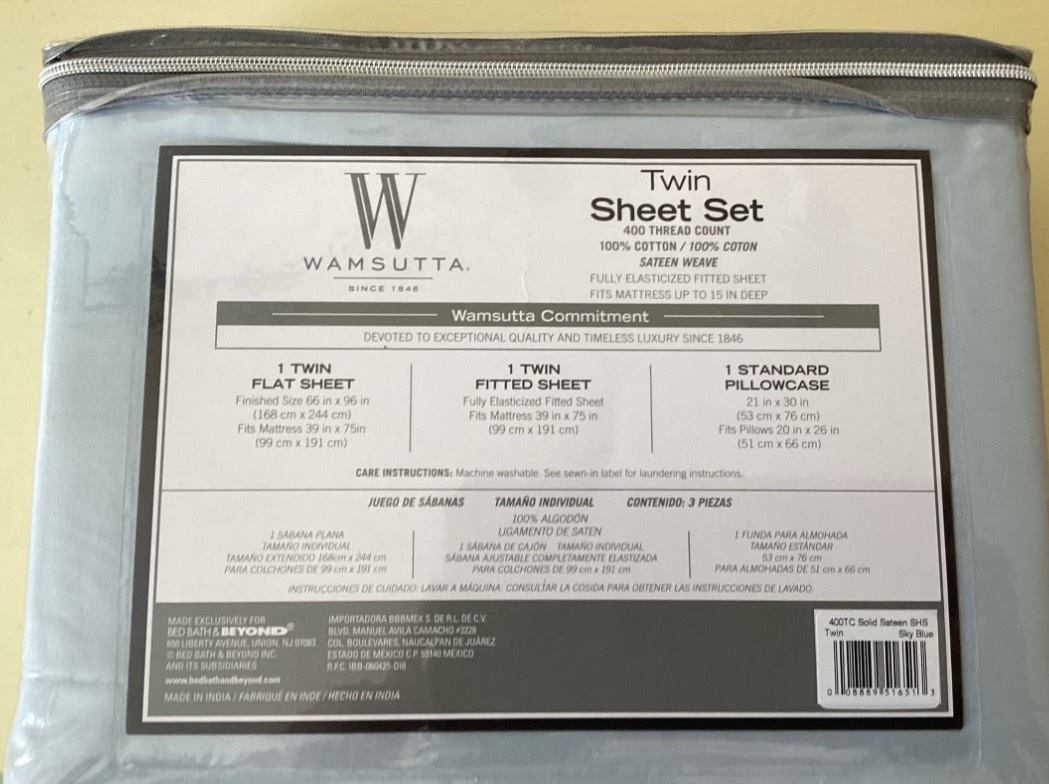 W
WAMSUTTA®
SINCE 1846
Twin
Sheet Set
400 THREAD COUNT
100% COTTON / 100% COTON
SATEEN WEAVE
FULLY ELASTICIZED FITTED SHEET
FITS MATTRESS UP TO 15 IN DEEP
Wamsutta Commitment
DEVOTED TO EXCEPTIONAL QUALITY AND TIMELESS LUXURY SINCE 1846
1 TWIN
FLAT SHEET
Finished Size 66 in x 96 in
(168 cm x 244 cm)
Fits Mattress 39 in x 75in
(99 cm x 191 cm)
1 TWIN
FITTED SHEET
Fully Elasticized Fitted Sheet
Fits Mattress 39 in x 75 in
(99 cm x 191 cm)
1 STANDARD
PILLOWCASE
21 in x 30 in
(53 cm x 76 cm)
Fits Pillows 20 in x 26 in
(51 cm x 66 cm)
CARE INSTRUCTIONS: Machine washable. See sewn-in label for laundering instructions.
JUEGO DE SÁBANAS TAMAÑO INDIVIDUAL CONTENIDO: 3 PIEZAS
100% ALGODÓN
LIGAMENTO DE SATEN
1 SÁBANA PLANA
TAMAÑO INDIVIDUAL
TAMAÑO EXTENDIDO 168cm x 244 cm
PARA COLCHONES DE 99 cm x 191 cm
1 SÁBANA DE CAJÓN TAMAÑO INDIVIDUAL
SÁBANA AJUSTABLE COMPLETAMENTE ELASTIZADA
PARA COLCHONES DE 99 cm x 191 cm
1 FUNDA PARA ALMOHADA
TAMAÑO ESTÁNDAR
53 cm x 76 cm
PARA ALMOHADAS DE 51 cm x 66 cm
INSTRUCCIONES DE CUIDADO: LAVAR A MÁQUINA. CONSULTAR LA COSIDA PARA OBTENER LAS INSTRUCCIONES DE LAVADO.
MADE EXCLUSIVELY FOR
BED BATH & BEYOND®
650 LIBERTY AVENUE, UNION, NJ 07083
© BED BATH & BEYOND INC.
AND ITS SUBSIDIARIES
www.bedbathandbeyond.com
MADE IN INDIA / FABRIQUÉ EN INDE / HECHO EN INDIA
IMPORTADORA BBBMEX S. DE R.L. DE C.V.
BLVD. MANUEL AVILA CAMACHO #3228
COL. BOULEVARES, NAUCALPAN DE JUÁREZ
ESTADO DE MÉXICO C.P. 53140 MÉXICO
R.F.C. IBB-060425-
400TC Solid Sateen SHS
Twin Sky Blue
0 08889 51651 3